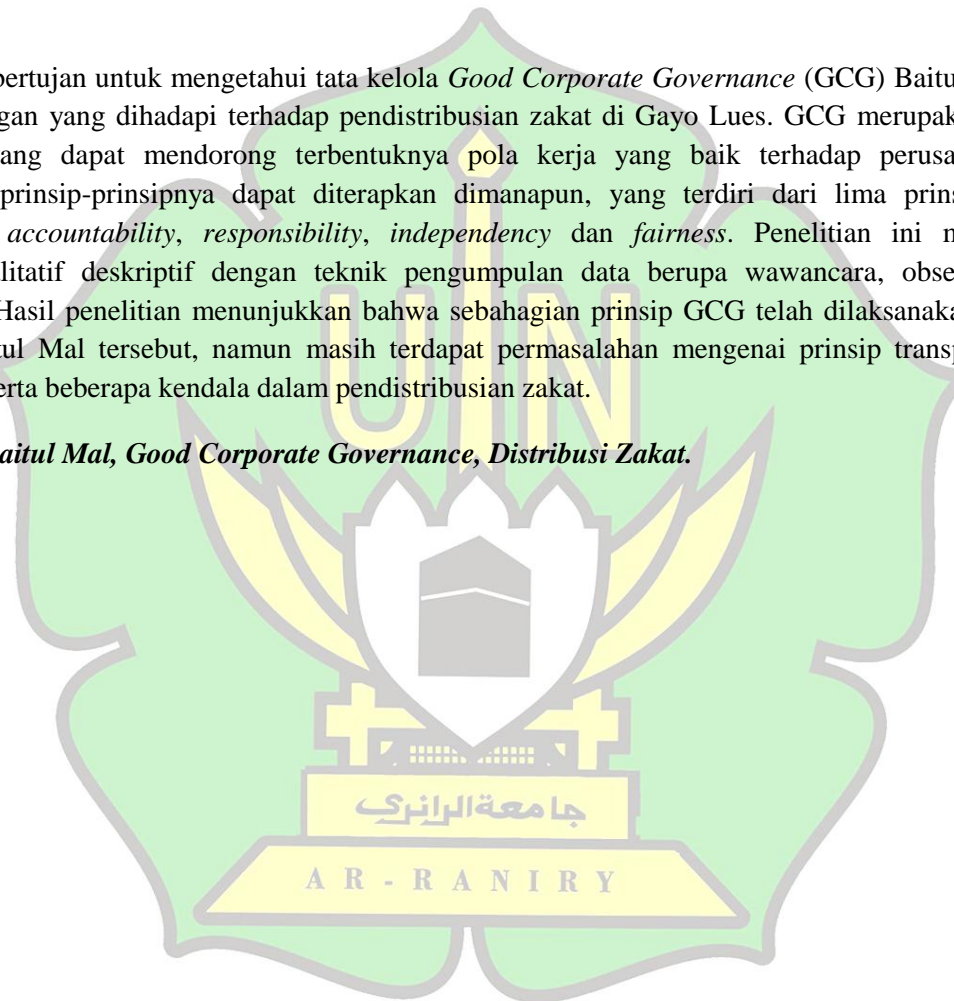 bertujan untuk mengetahui tata kelola Good Corporate Governance (GCG) Baitu
gan yang dihadapi terhadap pendistribusian zakat di Gayo Lues. GCG merupak
ang dapat mendorong terbentuknya pola kerja yang baik terhadap perusa
prinsip-prinsipnya dapat diterapkan dimanapun, yang terdiri dari lima prins
accountability, responsibility, independency dan fairness. Penelitian ini m
litatif deskriptif dengan teknik pengumpulan data berupa wawancara, obse
Hasil penelitian menunjukkan bahwa sebahagian prinsip GCG telah dilaksanaka
tul Mal tersebut, namun masih terdapat permasalahan mengenai prinsip transp
erta beberapa kendala dalam pendistribusian zakat.
aitul Mal, Good Corporate Governance, Distribusi Zakat.
UIN
جامعة الرانري
AR-RANIRY